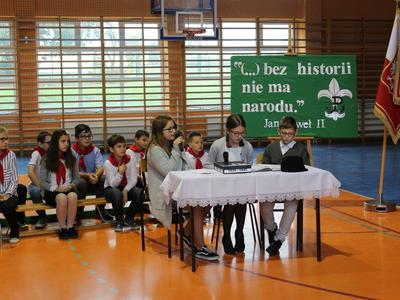 "(...) bez historii
nie ma
narodu."
Jan Paweł II